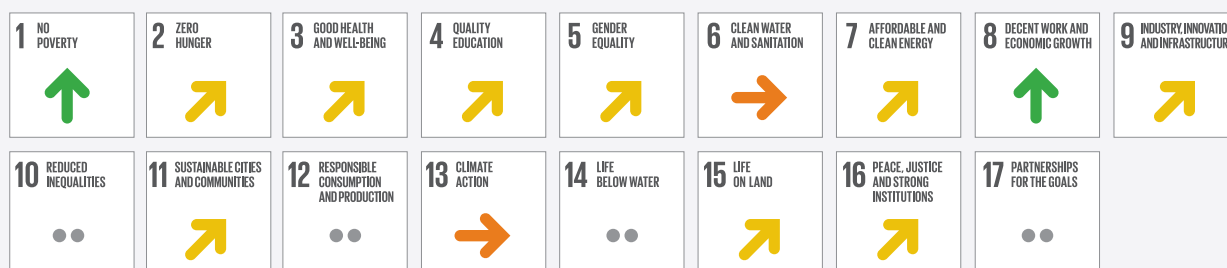 1 NO
POVERTY
2 ZERO
HUNGER
3 GOOD HEALTH
AND WELL-BEING
4 QUALITY
EDUCATION
5 GENDER
EQUALITY
6 CLEAN WATER
AND SANITATION
7 AFFORDABLE AND
CLEAN ENERGY
8 DECENT WORK AND
ECONOMIC GROWTH
9 INDUSTRY, INNOVATIO
AND INFRASTRUCTUR
10 REDUCED
INEQUALITIES
11 SUSTAINABLE CITIES
AND COMMUNITIES
12 RESPONSIBLE
CONSUMPTION
AND PRODUCTION
13 CLIMATE
ACTION
14 LIFE
BELOW WATER
15 LIFE
ON LAND
16 PEACE, JUSTICE
AND STRONG
INSTITUTIONS
17 PARTNERSHIPS
FOR THE GOALS